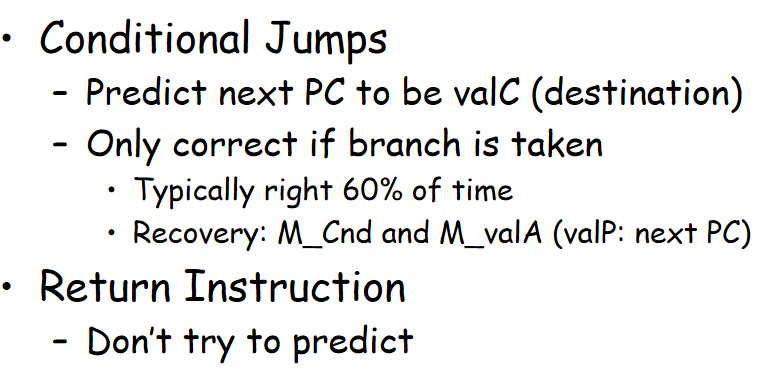 • Conditional Jumps
– Predict next PC to be valC (destination)
– Only correct if branch is taken
• Typically right 60% of time
• Recovery: M_Cnd and M_valA (valP: next PC)
• Return Instruction
– Don't try to predict